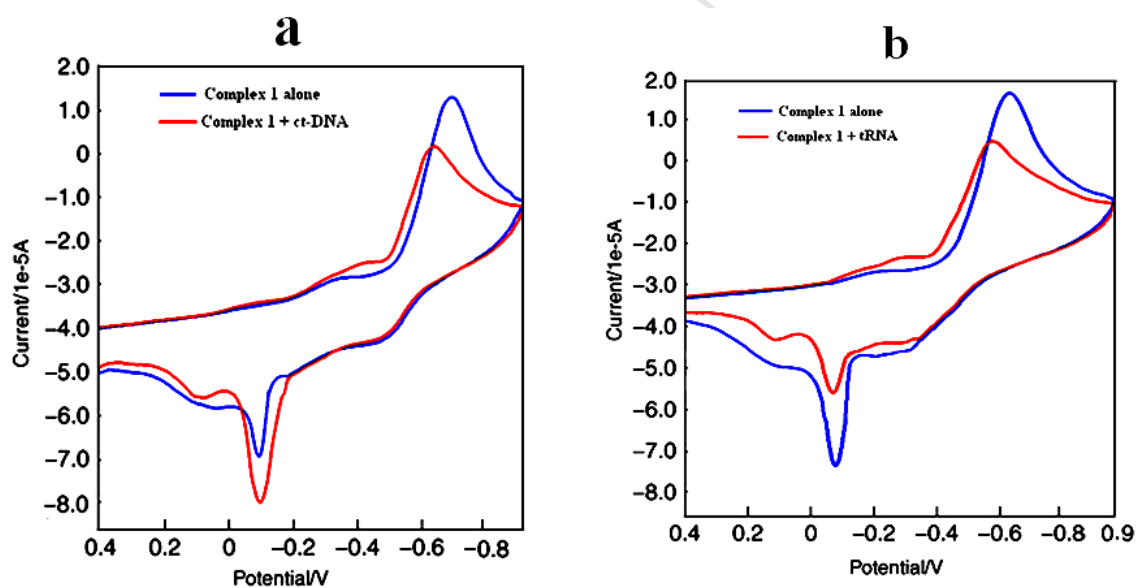 a
2.0
1.0
0
−1.0
−2.0
−3.0
−4.0
−5.0
−6.0
−7.0
−8.0
Current/1e-5A
Complex 1 alone
Complex 1 + ct-DNA
0.4 0.2 0 −0.2 −0.4 −0.6 −0.8
Potential/V
b
2.0
1.0
0
−1.0
−2.0
−3.0
−4.0
−5.0
−6.0
−7.0
−8.0
Current/1e-5A
Complex 1 alone
Complex 1 + tRNA
0.4 0.2 0 −0.2 −0.4 −0.6 −0.8 0.9
Potential/V